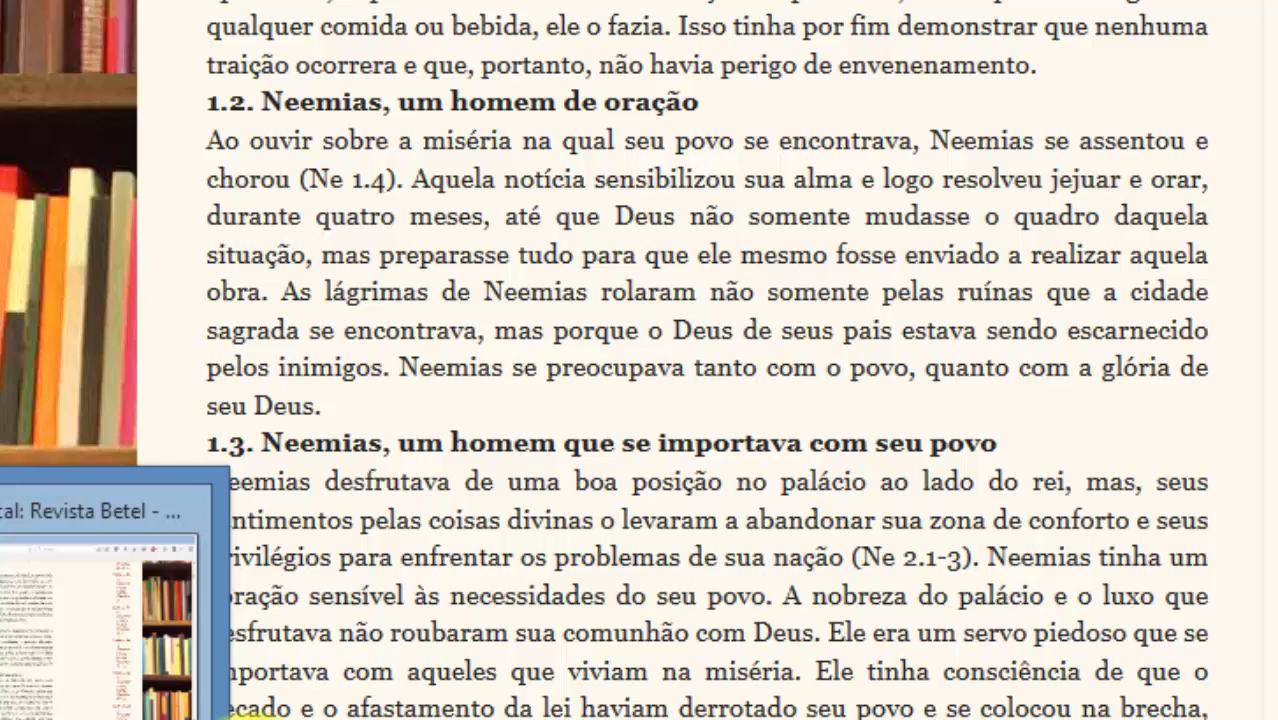 qualquer comida ou bebida, ele o fazia. Isso tinha por fim demonstrar que nenhuma
traição ocorrera e que, portanto, não havia perigo de envenenamento.
1.2. Neemias, um homem de oração
Ao ouvir sobre a miséria na qual seu povo se encontrava, Neemias se assentou e
chorou (Ne 1.4). Aquela notícia sensibilizou sua alma e logo resolveu jejuar e orar,
durante quatro meses, até que Deus não somente mudasse o quadro daquela
situação, mas preparasse tudo para que ele mesmo fosse enviado a realizar aquela
obra. As lágrimas de Neemias rolaram não somente pelas ruínas que a cidade
sagrada se encontrava, mas porque o Deus de seus pais estava sendo escarnecido
pelos inimigos. Neemias se preocupava tanto com o povo, quanto com a glória de
seu Deus.
1.3. Neemias, um homem que se importava com seu povo
eemias desfrutava de uma boa posição no palácio ao lado do rei, mas, seus
ntimentos pelas coisas divinas o levaram a abandonar sua zona de conforto e seus
rivilégios para enfrentar os problemas de sua nação (Ne 2.1-3). Neemias tinha um
oração sensível às necessidades do seu povo. A nobreza do palácio e o luxo que
esfrutava não roubaram sua comunhão com Deus. Ele era um servo piedoso que se
mportava com aqueles que viviam na miséria. Ele tinha consciência de que o
ecado e o afastamento da lei haviam derrotado seu povo e se colocou na brecha,
tal: Revista Betel - ...